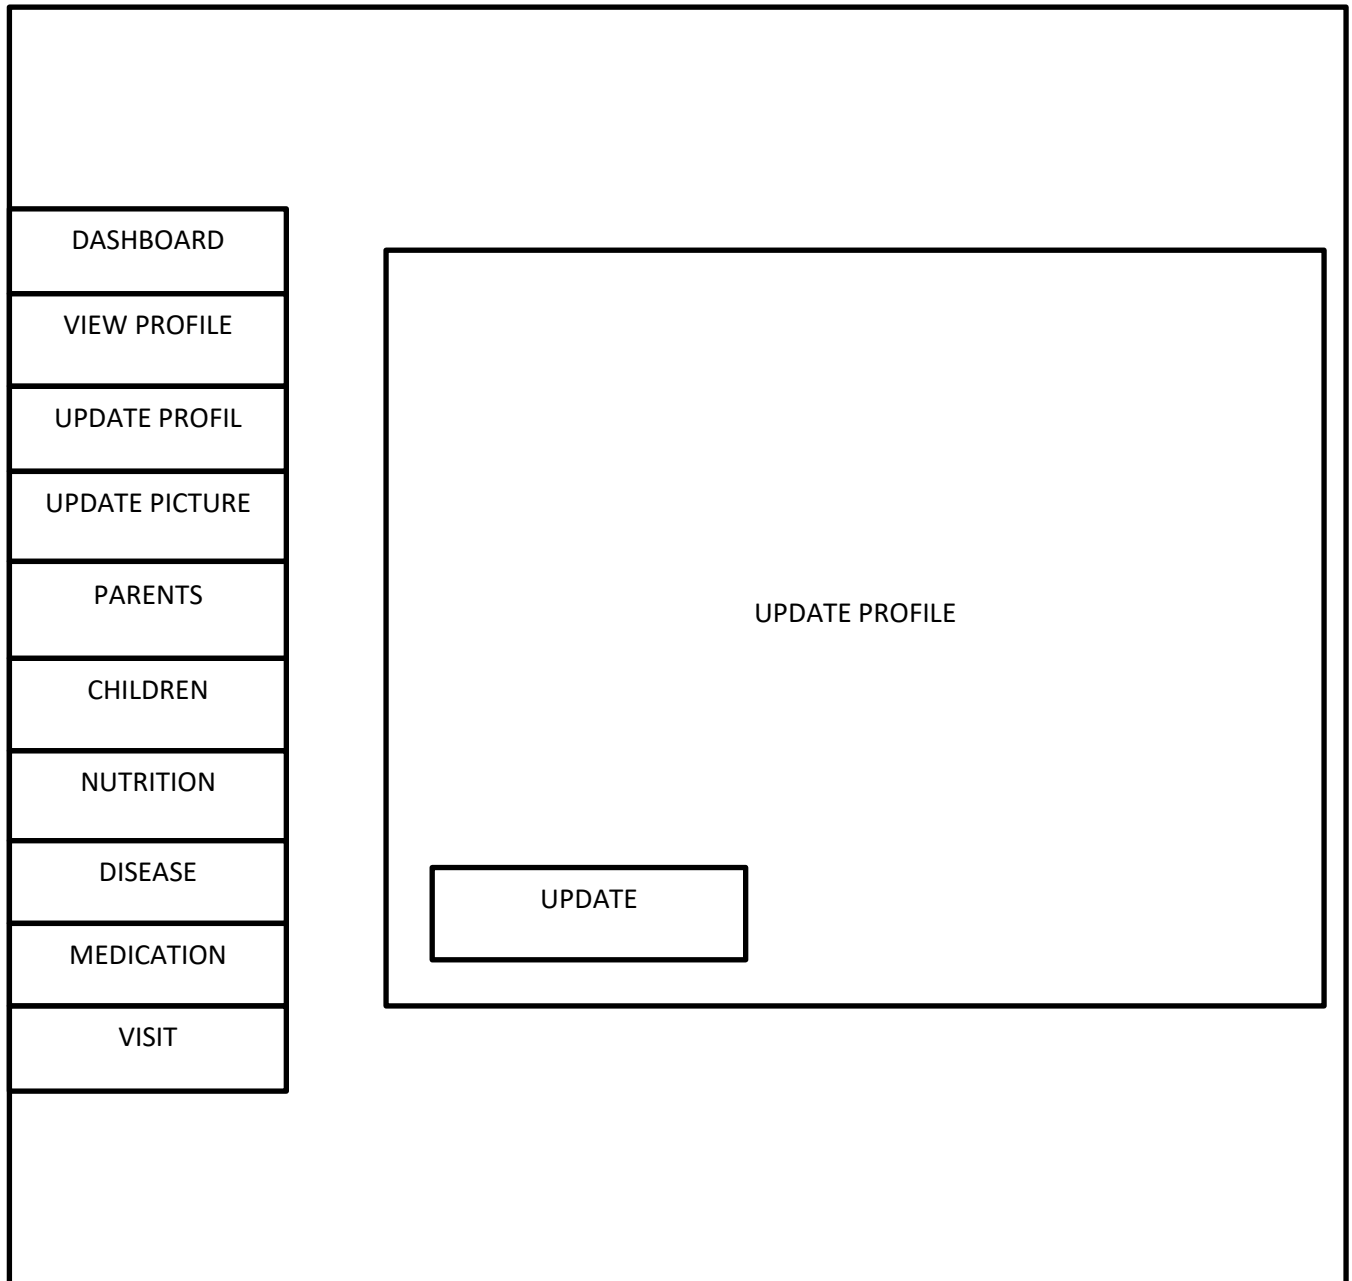 DASHBOARD
VIEW PROFILE
UPDATE PROFIL
UPDATE PICTURE
PARENTS
CHILDREN
NUTRITION
DISEASE
MEDICATION
VISIT
UPDATE PROFILE
UPDATE